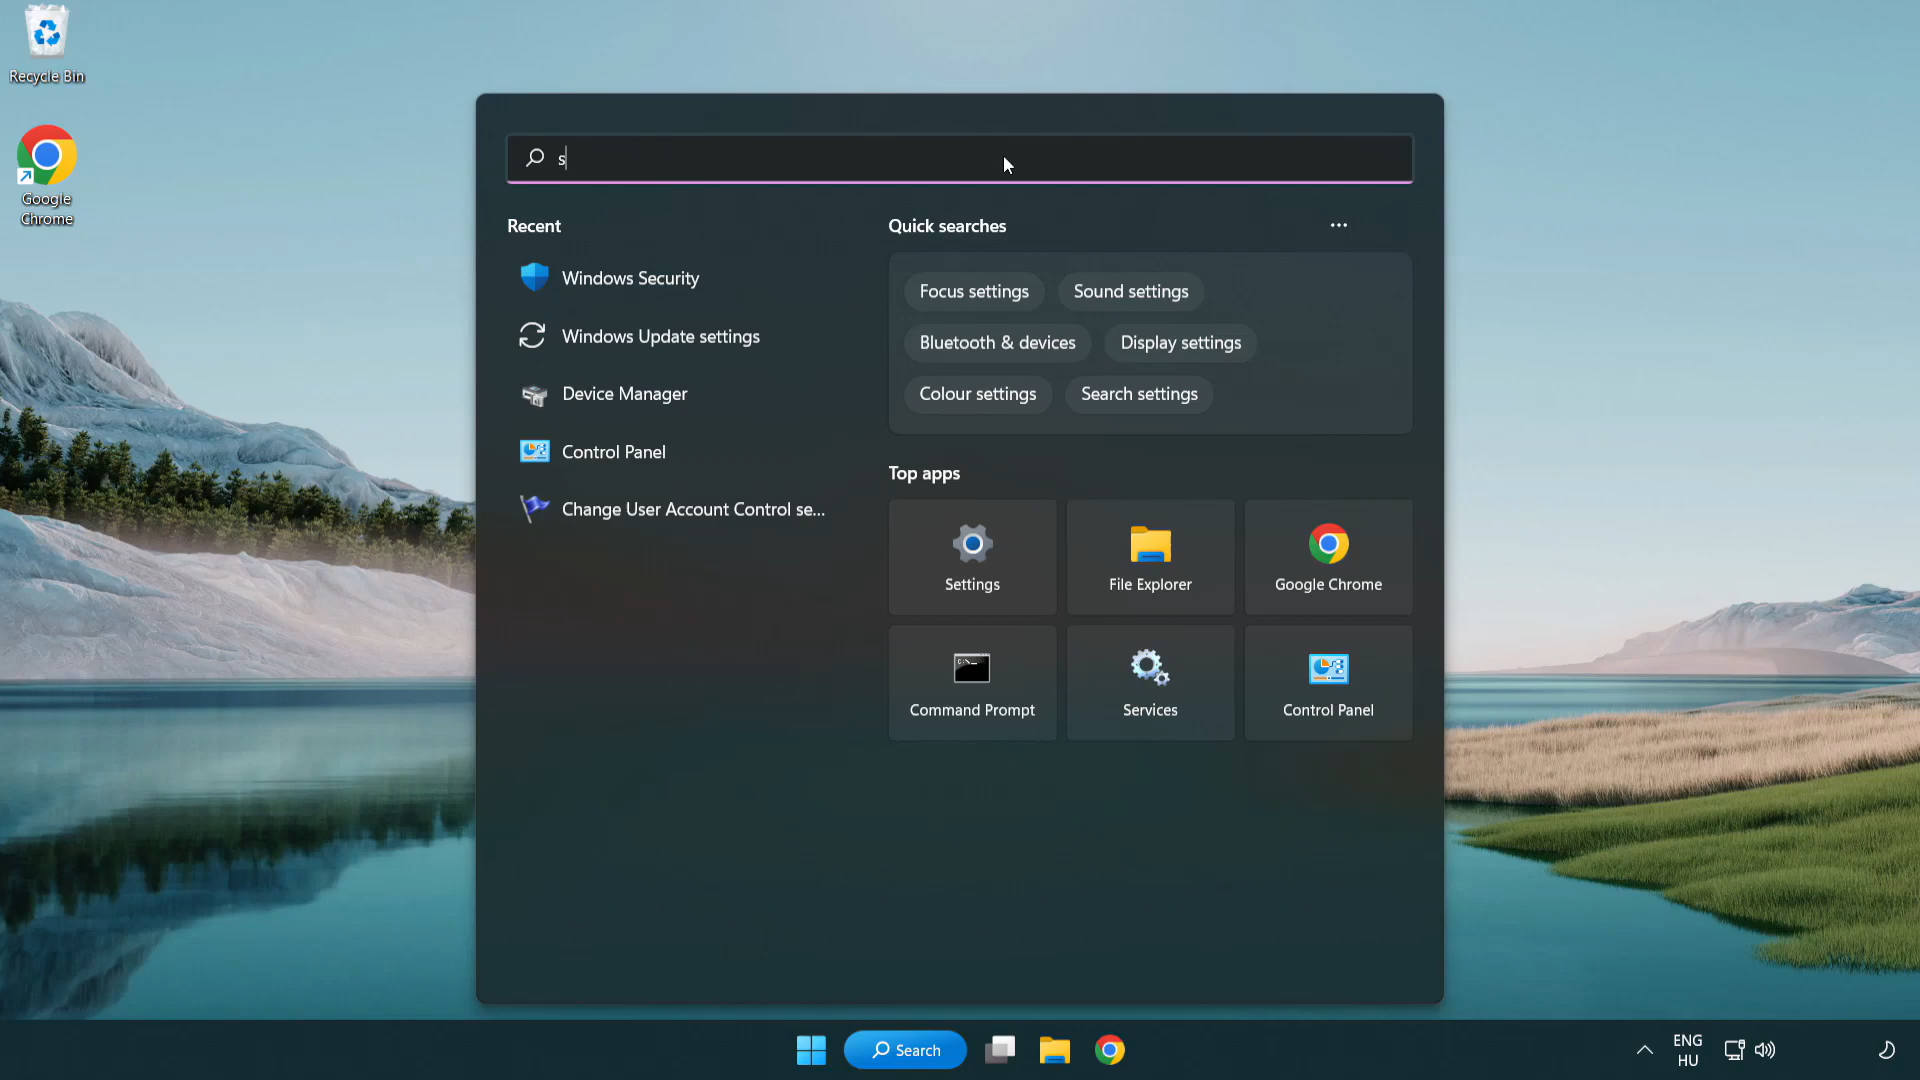 Recycle Bin
Google
Chrome
s
Recent
Windows Security
Windows Update settings
Device Manager
Control Panel
Change User Account Control se...
Quick searches
Focus settings
Sound settings
Bluetooth & devices
Display settings
Colour settings
Search settings
Top apps
Settings
File Explorer
Google Chrome
Command Prompt
Services
Control Panel
Search
ENG
HU